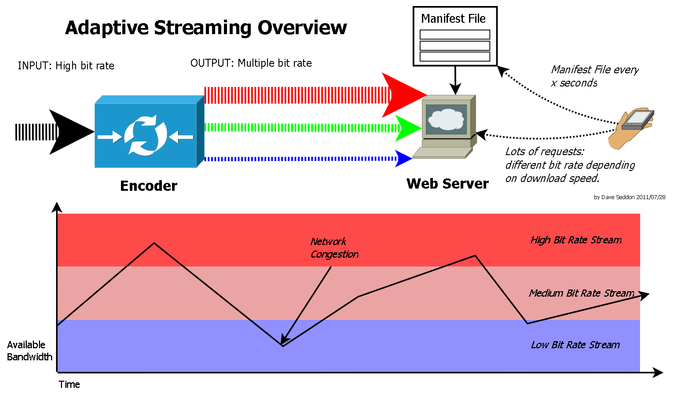 Adaptive Streaming Overview
Manifest File
INPUT: High bit rate
OUTPUT: Multiple bit rate
Manifest File every
x seconds
Lots of requests:
different bit rate depending
on download speed.
Encoder
Web Server
by Dave Seddon 2011/07/28
Network
Congestion
High Bit Rate Stream
Medium Bit Rate Stream
Low Bit Rate Stream
Available
Bandwidth
Time